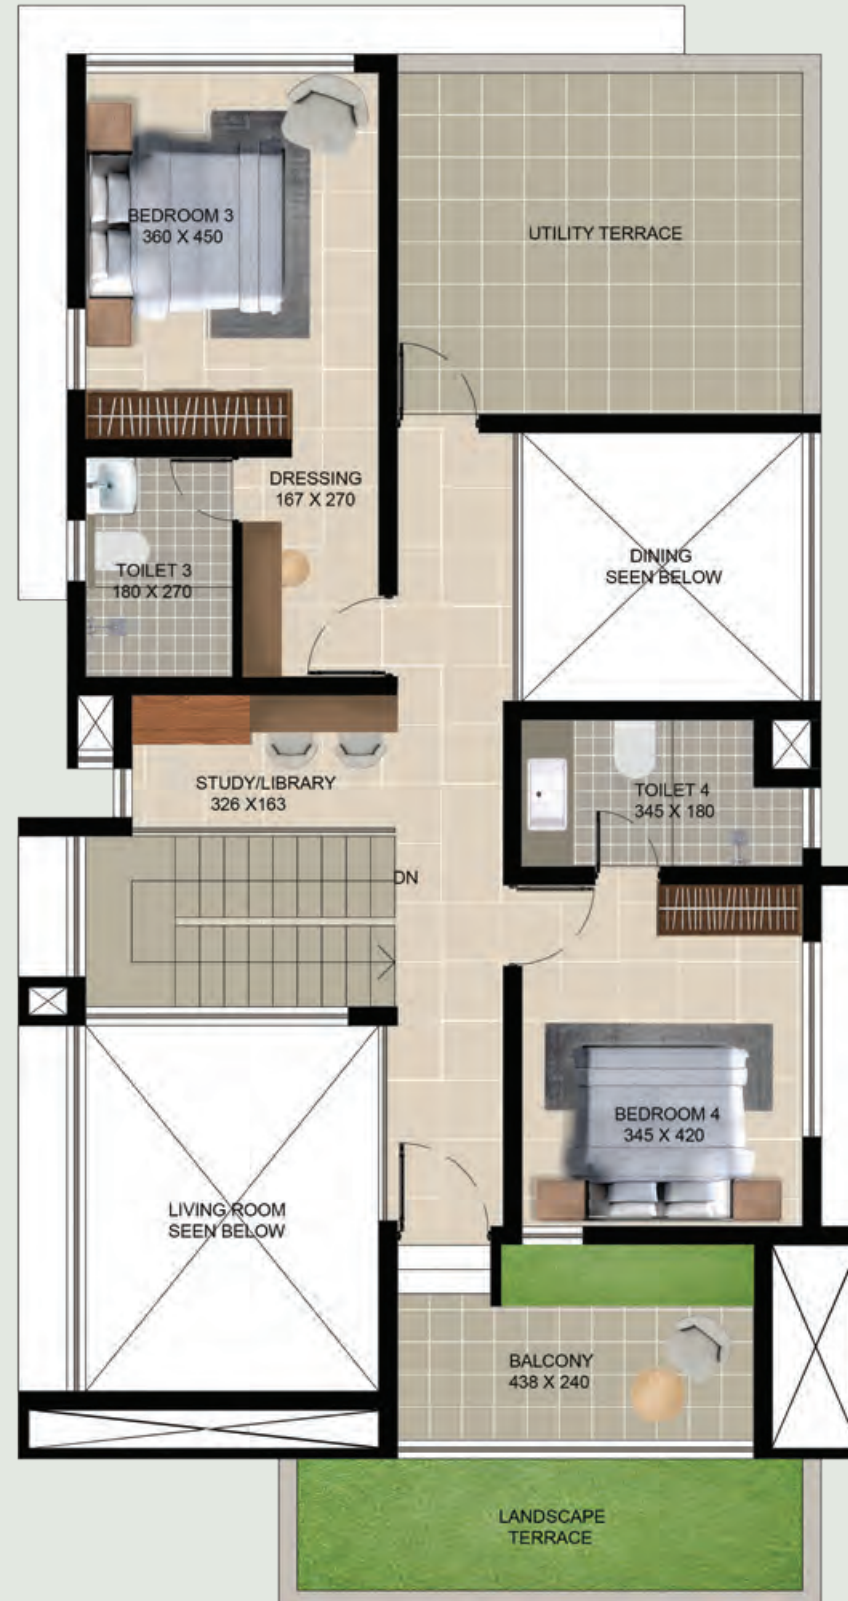 BEDROOM 3
360 X 450
UTILITY TERRACE
DRESSING
167 X 270
DINING
SEEN BELOW
TOILET 3
180 X 270
STUDY/LIBRARY
326 X163
TOILET 4
345 X 180
DN
BEDROOM 4
345 X 420
LIVING ROOM
SEEN BELOW
BALCONY
438 X 240
LANDSCAPE
TERRACE